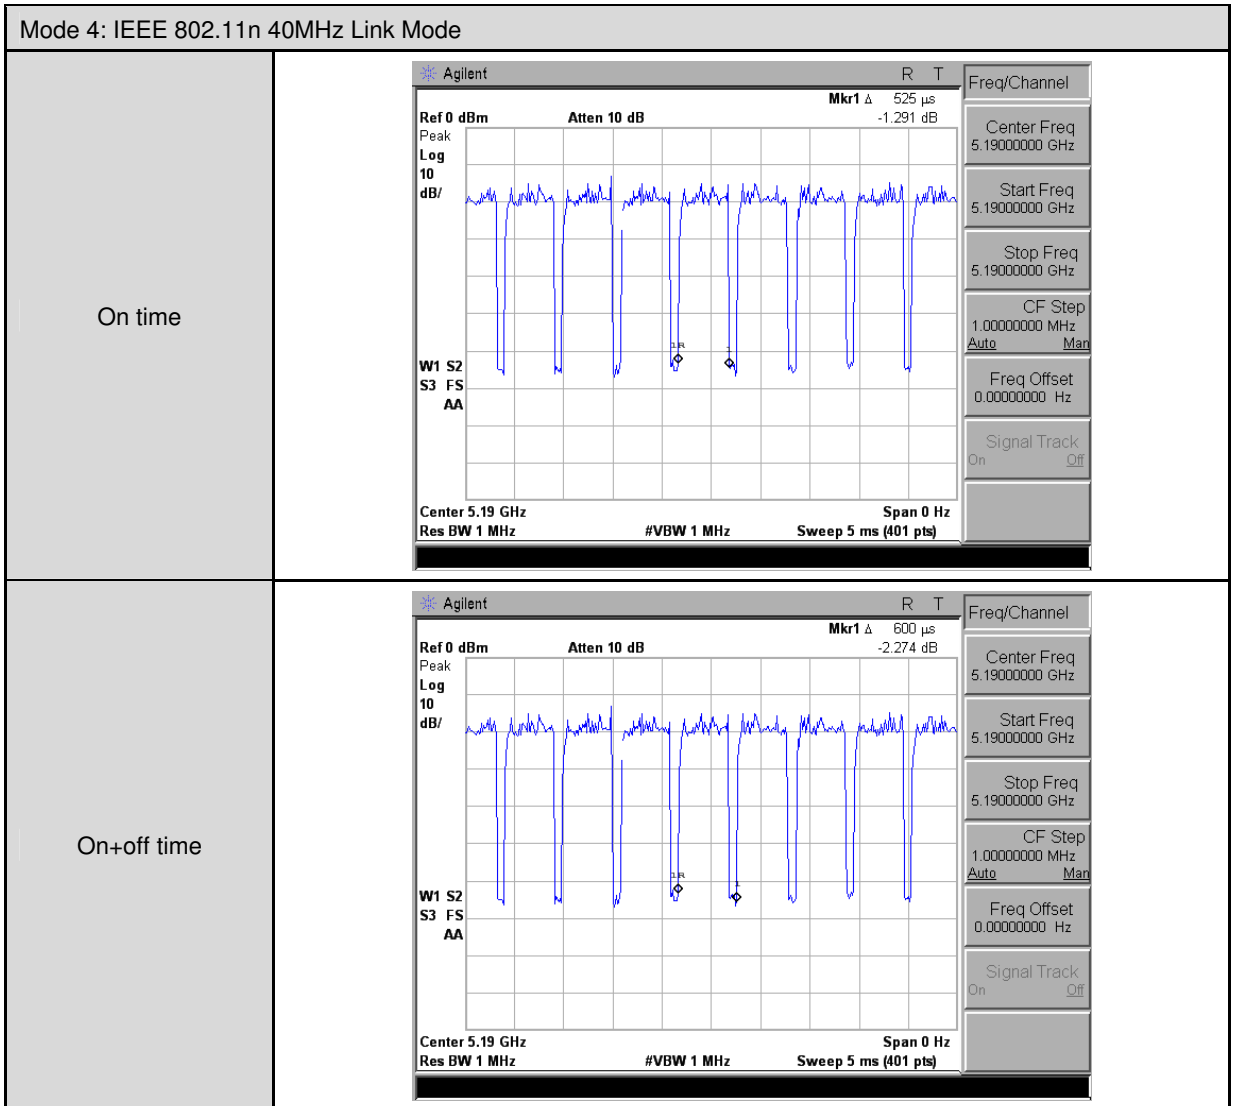 Mode 4: IEEE 802.11n 40MHz Link Mode
On time
Agilent R T
Mkr1 Δ 525 µs
Ref 0 dBm Atten 10 dB -1.291 dB
Peak
Log
10
dB/
1R 1
W1 S2
S3 FS
AA
Center 5.19 GHz Span 0 Hz
Res BW 1 MHz #VBW 1 MHz Sweep 5 ms (401 pts)
Freq/Channel
Center Freq
5.19000000 GHz
Start Freq
5.19000000 GHz
Stop Freq
5.19000000 GHz
CF Step
1.00000000 MHz
Auto Man
Freq Offset
0.00000000 Hz
Signal Track
On Off
On+off time
Agilent R T
Mkr1 Δ 600 µs
Ref 0 dBm Atten 10 dB -2.274 dB
Peak
Log
10
dB/
1R 1
W1 S2
S3 FS
AA
Center 5.19 GHz Span 0 Hz
Res BW 1 MHz #VBW 1 MHz Sweep 5 ms (401 pts)
Freq/Channel
Center Freq
5.19000000 GHz
Start Freq
5.19000000 GHz
Stop Freq
5.19000000 GHz
CF Step
1.00000000 MHz
Auto Man
Freq Offset
0.00000000 Hz
Signal Track
On Off